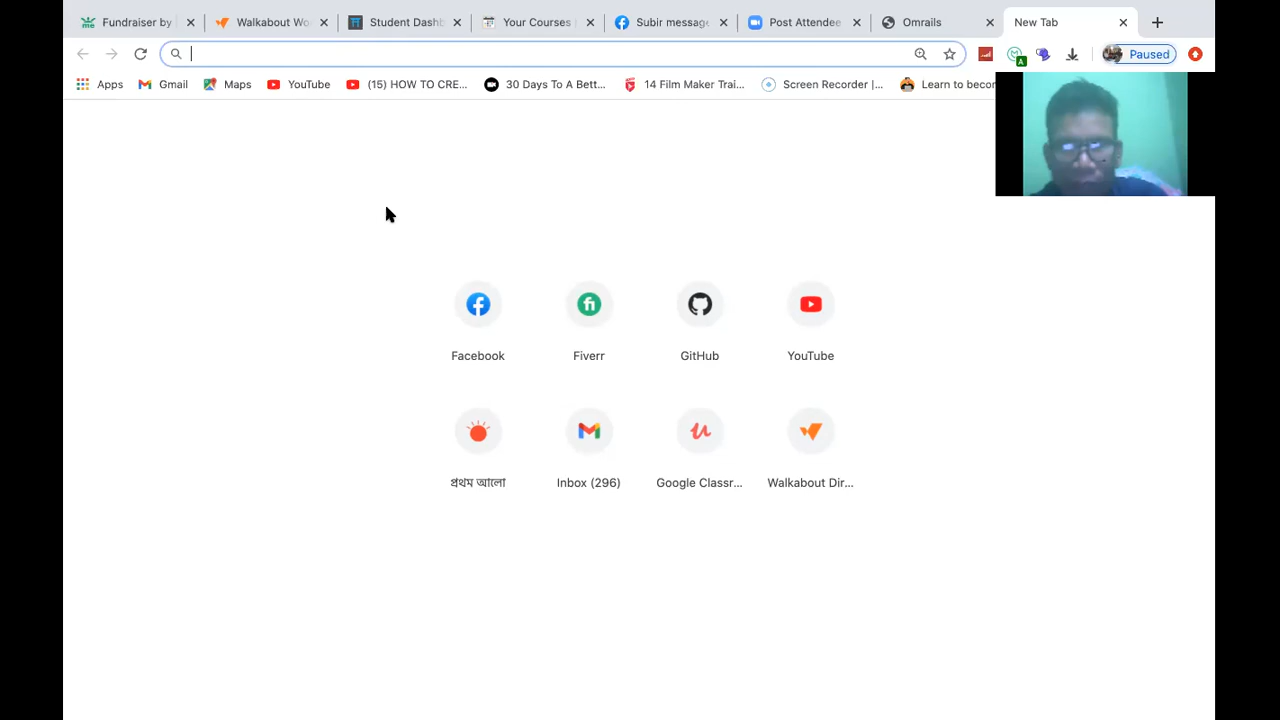 Fundraiser by
Walkabout Wo
Student Dashb
Your Courses
Subir message
Post Attendee
Omrails
New Tab
Paused
Apps
Gmail
Maps
YouTube
(15) HOW TO CRE...
30 Days To A Bett...
14 Film Maker Trai...
Screen Recorder |...
Learn to becor
Facebook
Fiverr
GitHub
YouTube
প্রথম আলো
Inbox (296)
Google Classr...
Walkabout Dir...